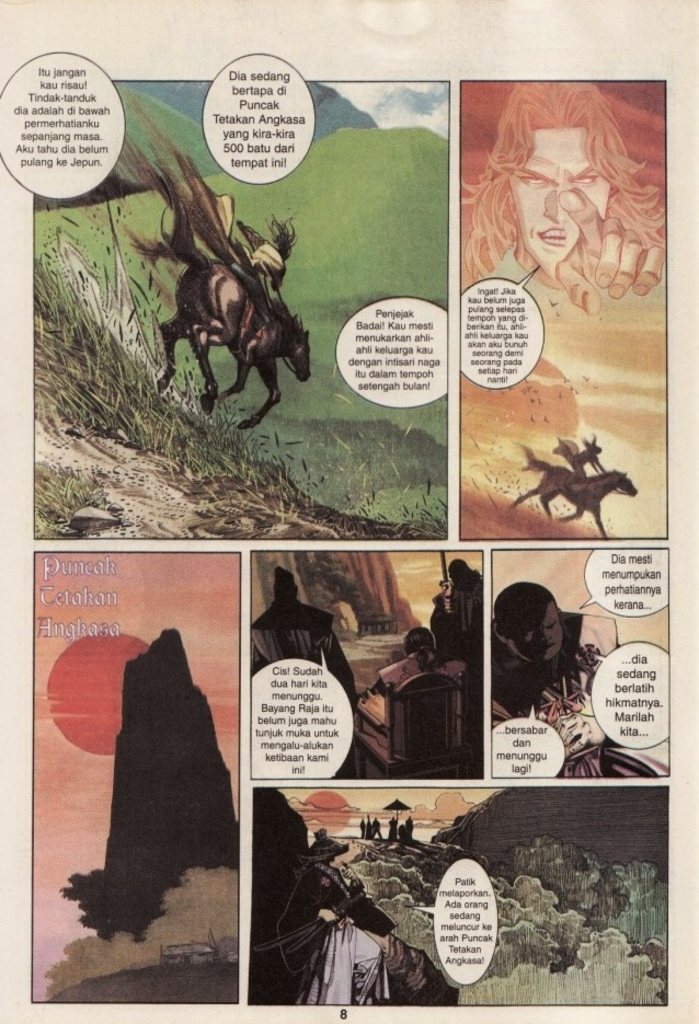 Itu jangan
kau risau!
Tindak-tanduk
dia adalah di bawah
permerhatianku
sepanjang masa.
Aku tahu dia belum
pulang ke Jepun.
Dia sedang
bertapa di
Puncak
Tetakan Angkasa
yang kira-kira
500 batu dari
tempat ini!
Penjejak
Badai! Kau mesti
menukarkan ahli-
ahli keluarga kau
dengan intisari naga
itu dalam tempoh
setengah bulan!
Ingat! Jika
kau belum juga
pulang selepas
tempoh yang di-
berikan itu, ahli-
ahli keluarga kau
akan aku bunuh
seorang demi
seorang pada
setiap hari
nanti!
Puncak
Tetakan
Angkasa
Cis! Sudah
dua hari kita
menunggu.
Bayang Raja itu
belum juga mahu
tunjuk muka untuk
mengalu-alukan
ketibaan kami
ini!
Dia mesti
menumpukan
perhatiannya
kerana...
...dia
sedang
berlatih
hikmatnya.
Marilah
kita...
...bersabar
dan
menunggu
lagi!
Patik
melaporkan.
Ada orang
sedang
meluncur ke
arah Puncak
Tetakan
Angkasa!
8